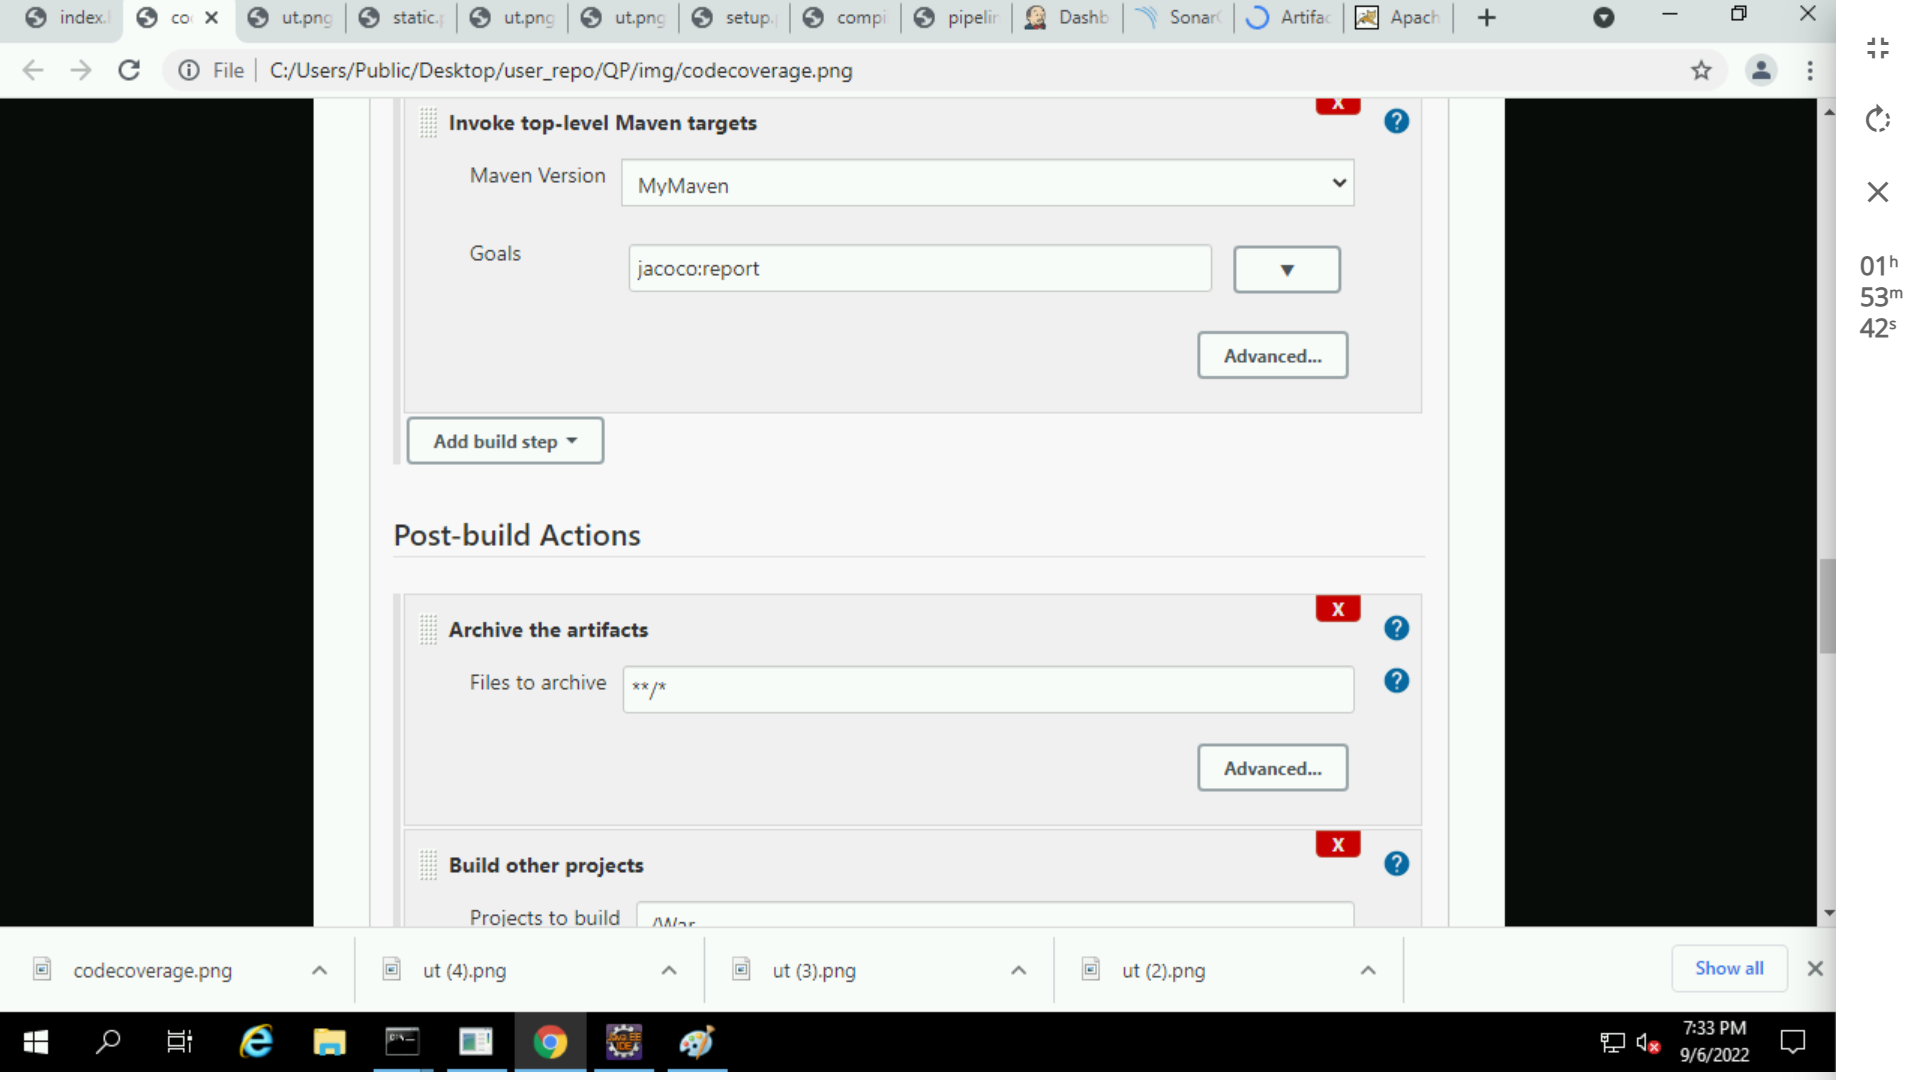 index.
co
ut.png
static.
ut.png
ut.png
setup.
compi
pipelin
Dashb
Sonar
Artifac
Apach
File
C:/Users/Public/Desktop/user_repo/QP/img/codecoverage.png
01h
53m
42s
X
Invoke top-level Maven targets
?
Maven Version
MyMaven
Goals
jacoco:report
Advanced...
Add build step
Post-build Actions
X
Archive the artifacts
?
Files to archive
**/*
?
Advanced...
X
Build other projects
?
Projects to build
/War
codecoverage.png
ut (4).png
ut (3).png
ut (2).png
Show all
7:33 PM
9/6/2022